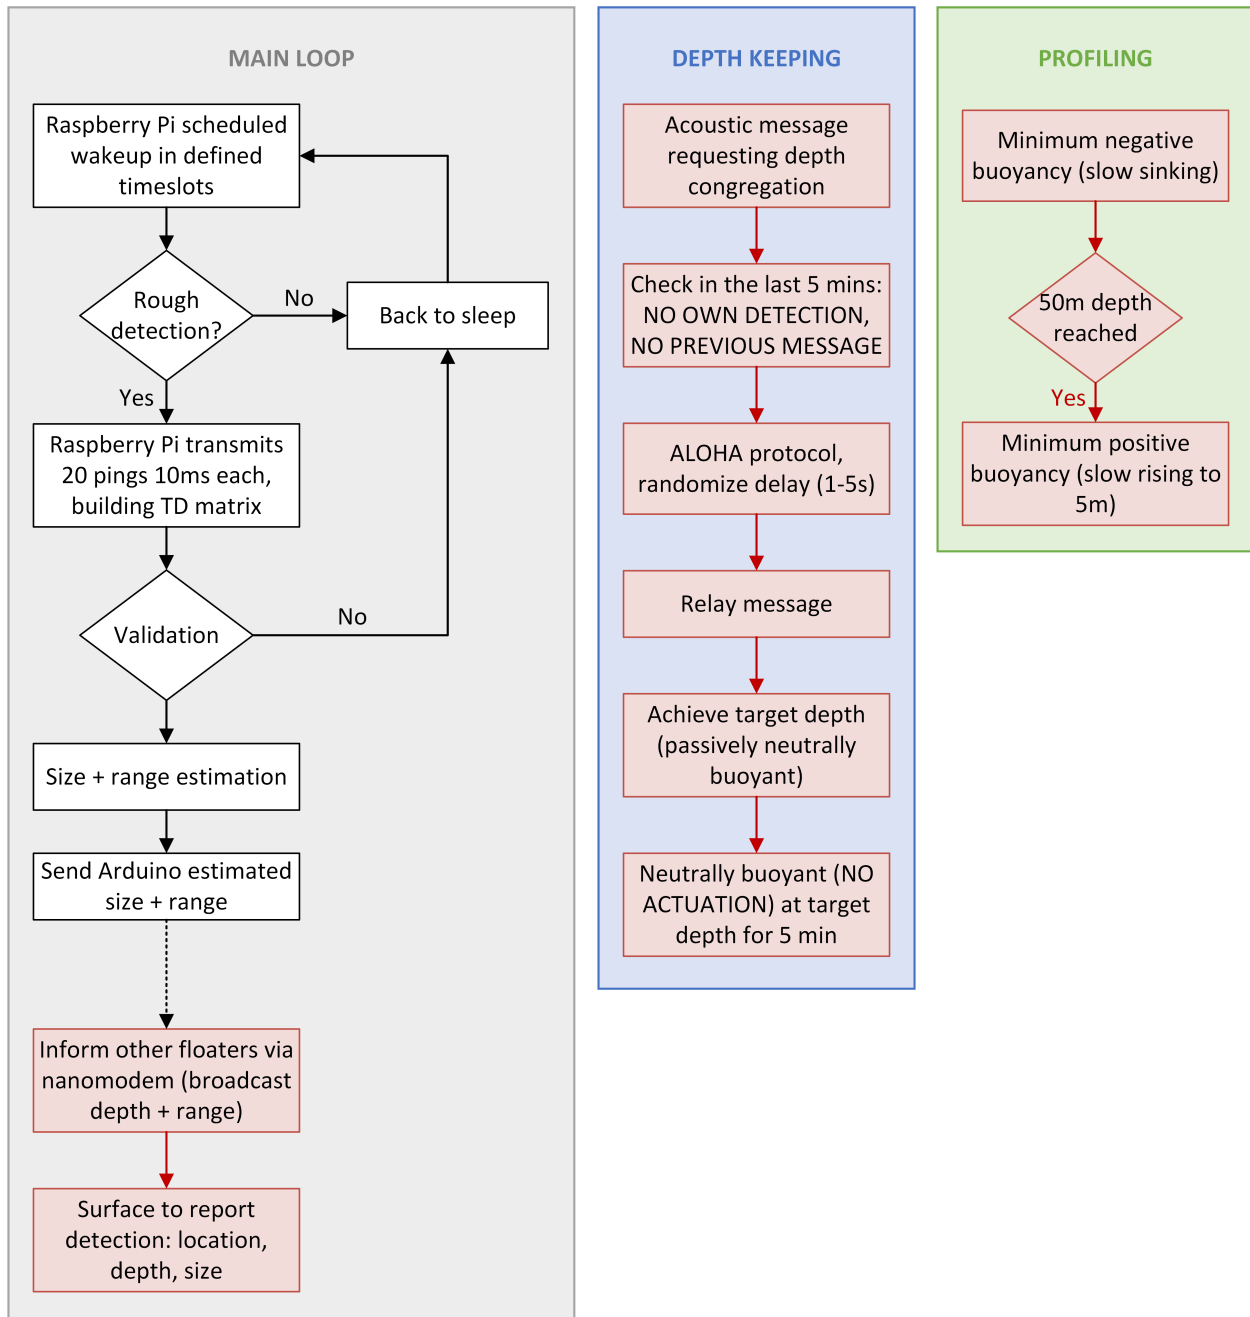 MAIN LOOP
Raspberry Pi scheduled
wakeup in defined
timeslots
Rough
detection?
No
Back to sleep
Yes
Raspberry Pi transmits
20 pings 10ms each,
building TD matrix
Validation
No
Size + range estimation
Send Arduino estimated
size + range
Inform other floaters via
nanomodem (broadcast
depth + range)
Surface to report
detection: location,
depth, size
DEPTH KEEPING
Acoustic message
requesting depth
congregation
Check in the last 5 mins:
NO OWN DETECTION,
NO PREVIOUS MESSAGE
ALOHA protocol,
randomize delay (1-5s)
Relay message
Achieve target depth
(passively neutrally
buoyant)
Neutrally buoyant (NO
ACTUATION) at target
depth for 5 min
PROFILING
Minimum negative
buoyancy (slow sinking)
50m depth
reached
Yes
Minimum positive
buoyancy (slow rising to
5m)